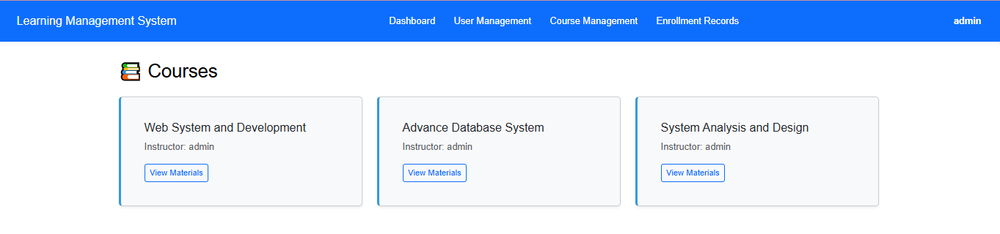 Learning Management System
Dashboard User Management Course Management Enrollment Records
admin
Courses
Web System and Development
Instructor: admin
View Materials
Advance Database System
Instructor: admin
View Materials
System Analysis and Design
Instructor: admin
View Materials